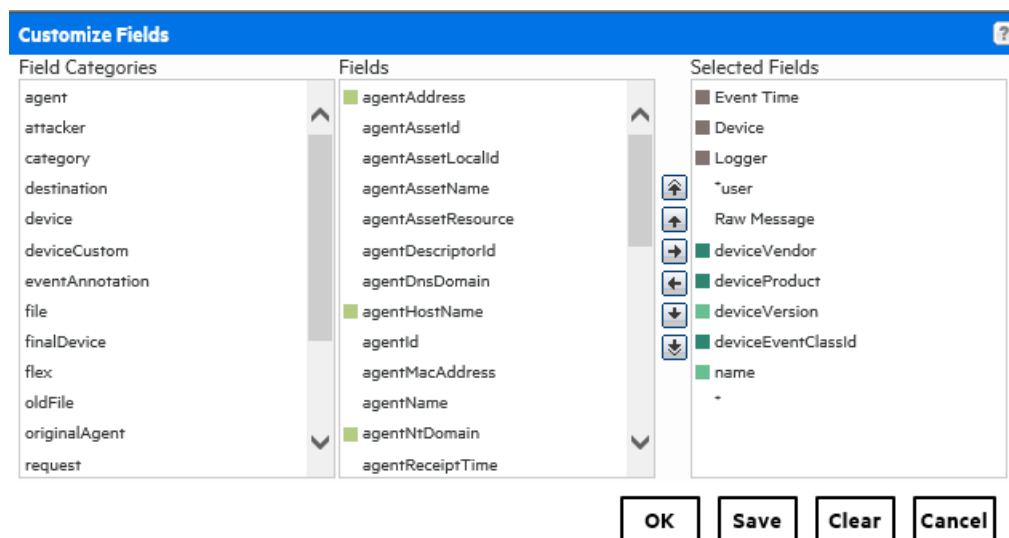 Customize Fields
?
Field Categories
agent
attacker
category
destination
device
deviceCustom
eventAnnotation
file
finalDevice
flex
oldFile
originalAgent
request
Fields
agentAddress
agentAssetId
agentAssetLocalId
agentAssetName
agentAssetResource
agentDescriptorId
agentDnsDomain
agentHostName
agentId
agentMacAddress
agentName
agentNtDomain
agentReceiptTime
Selected Fields
Event Time
Device
Logger
*user
Raw Message
deviceVendor
deviceProduct
deviceVersion
deviceEventClassId
name
*
OK
Save
Clear
Cancel